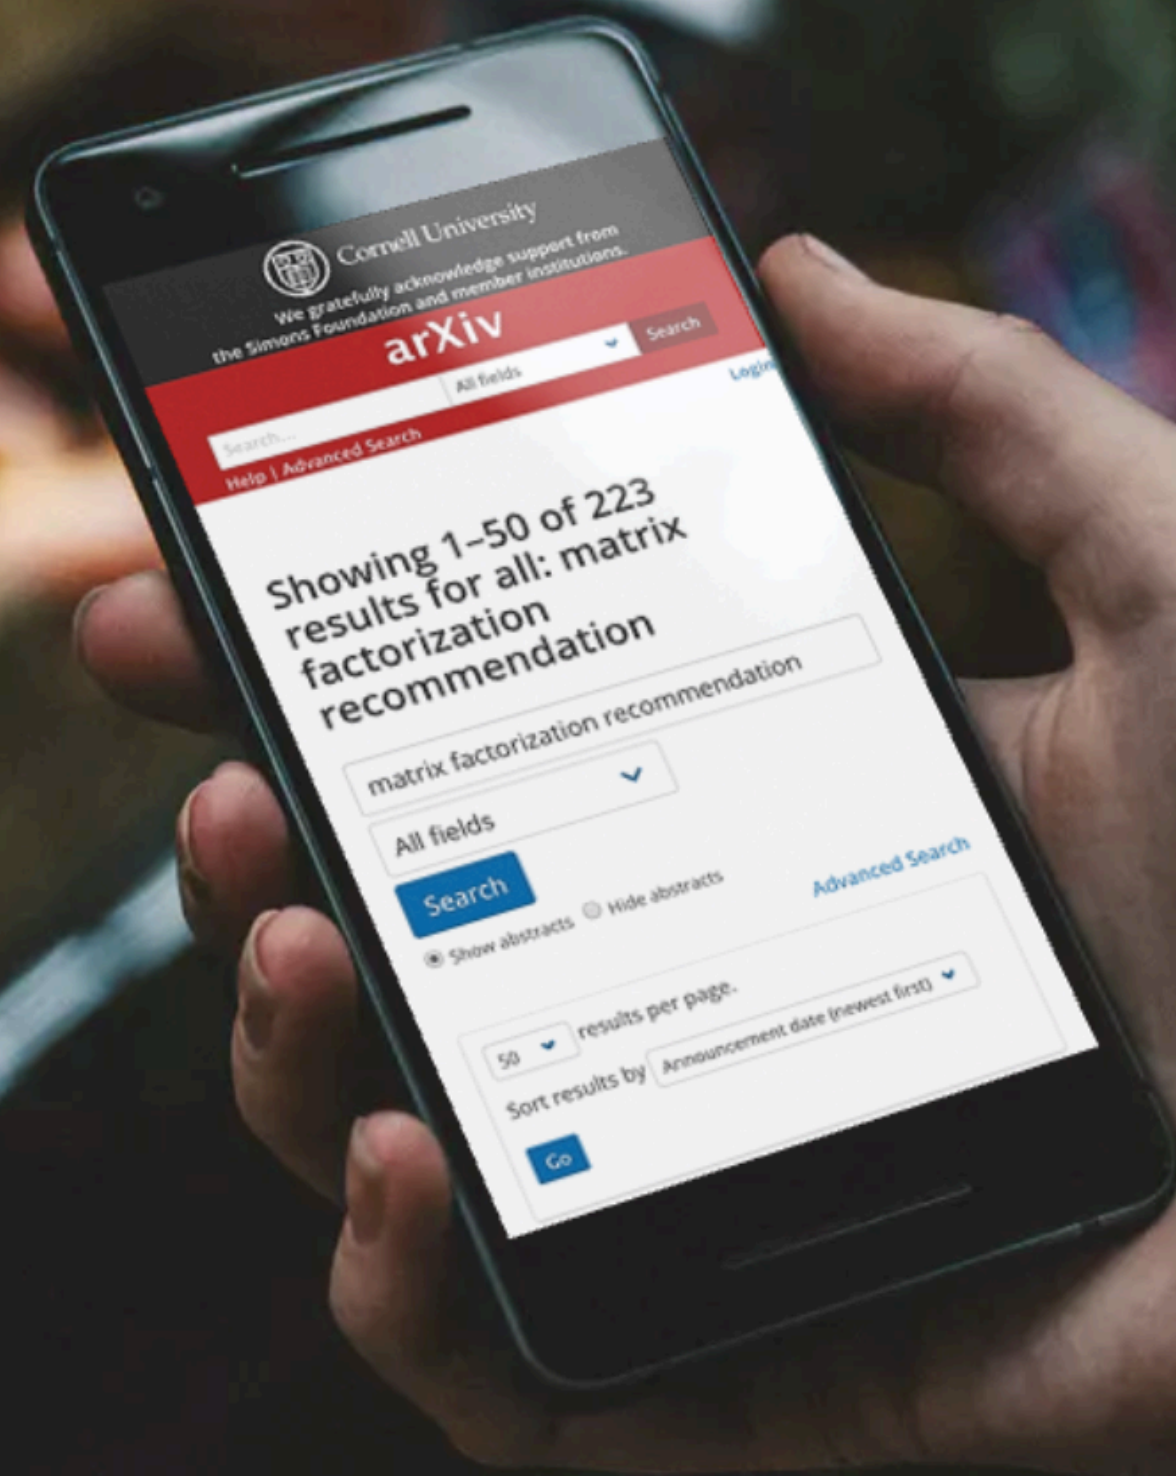 Cornell University
We gratefully acknowledge support from
the Simons Foundation and member institutions.
arXiv
Search...
All fields
Search
Help | Advanced Search
Login
Showing 1–50 of 223
results for all: matrix
factorization
recommendation
matrix factorization recommendation
All fields
Search
Show abstracts Hide abstracts
Advanced Search
50 results per page.
Sort results by Announcement date (newest first)
Go